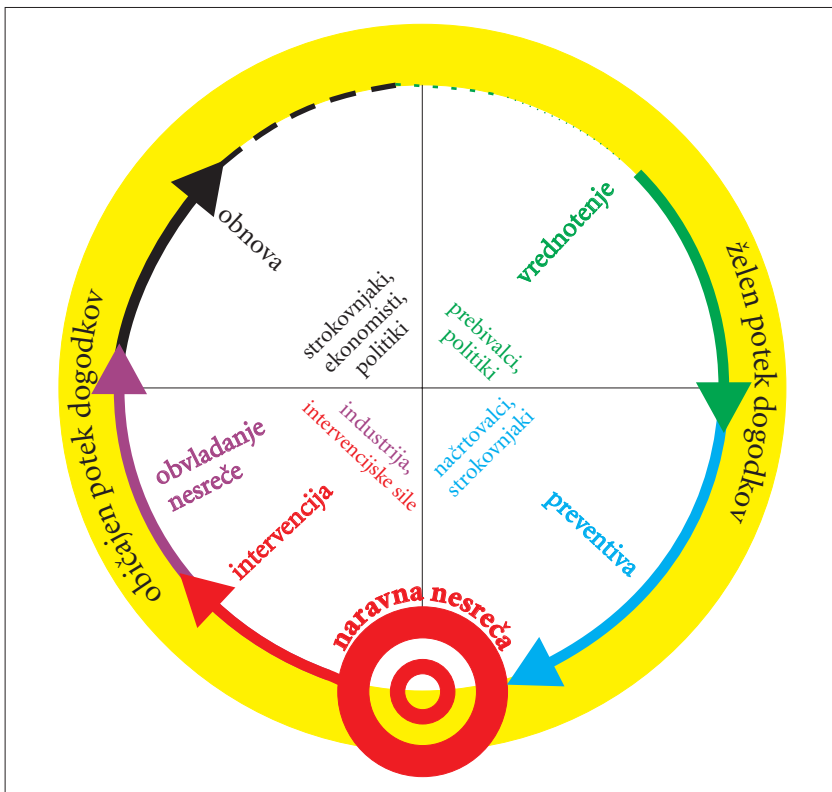 obnova
vrednotenje
strokovnjaki,
ekonomisti,
politiki
prebivalci,
politiki
običajen potek dogodkov
želen potek dogodkov
obvladanje
nesreče
industrija,
intervencijske sile
načrtovalci,
strokovnjaki
intervencija
preventiva
naravna nesreča